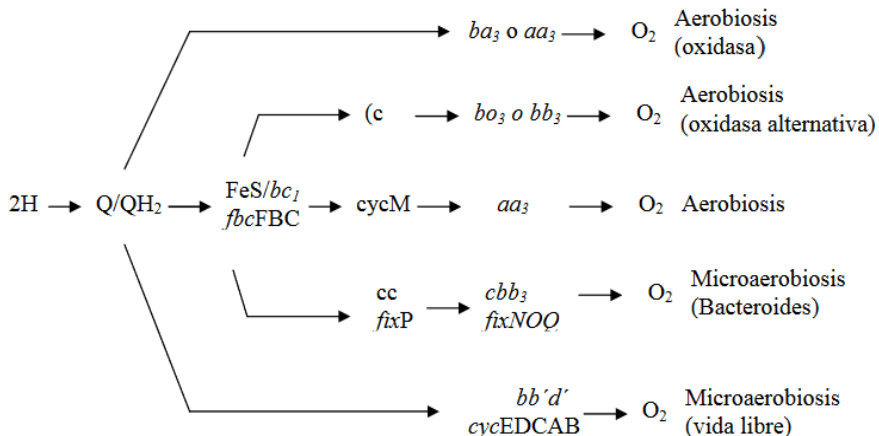 ba₃ o aa₃ → O₂ Aerobiosis
(oxidasa)
(c → bo₃ o bb₃ → O₂ Aerobiosis
(oxidasa alternativa)
2H → Q/QH₂ → FeS/bc₁ → cycM → aa₃ → O₂ Aerobiosis
fbcFBC
cc → cbb₃ → O₂ Microaerobiosis
fixP fixNOQ (Bacteroides)
bb´d´ → O₂ Microaerobiosis
cycEDCAB (vida libre)